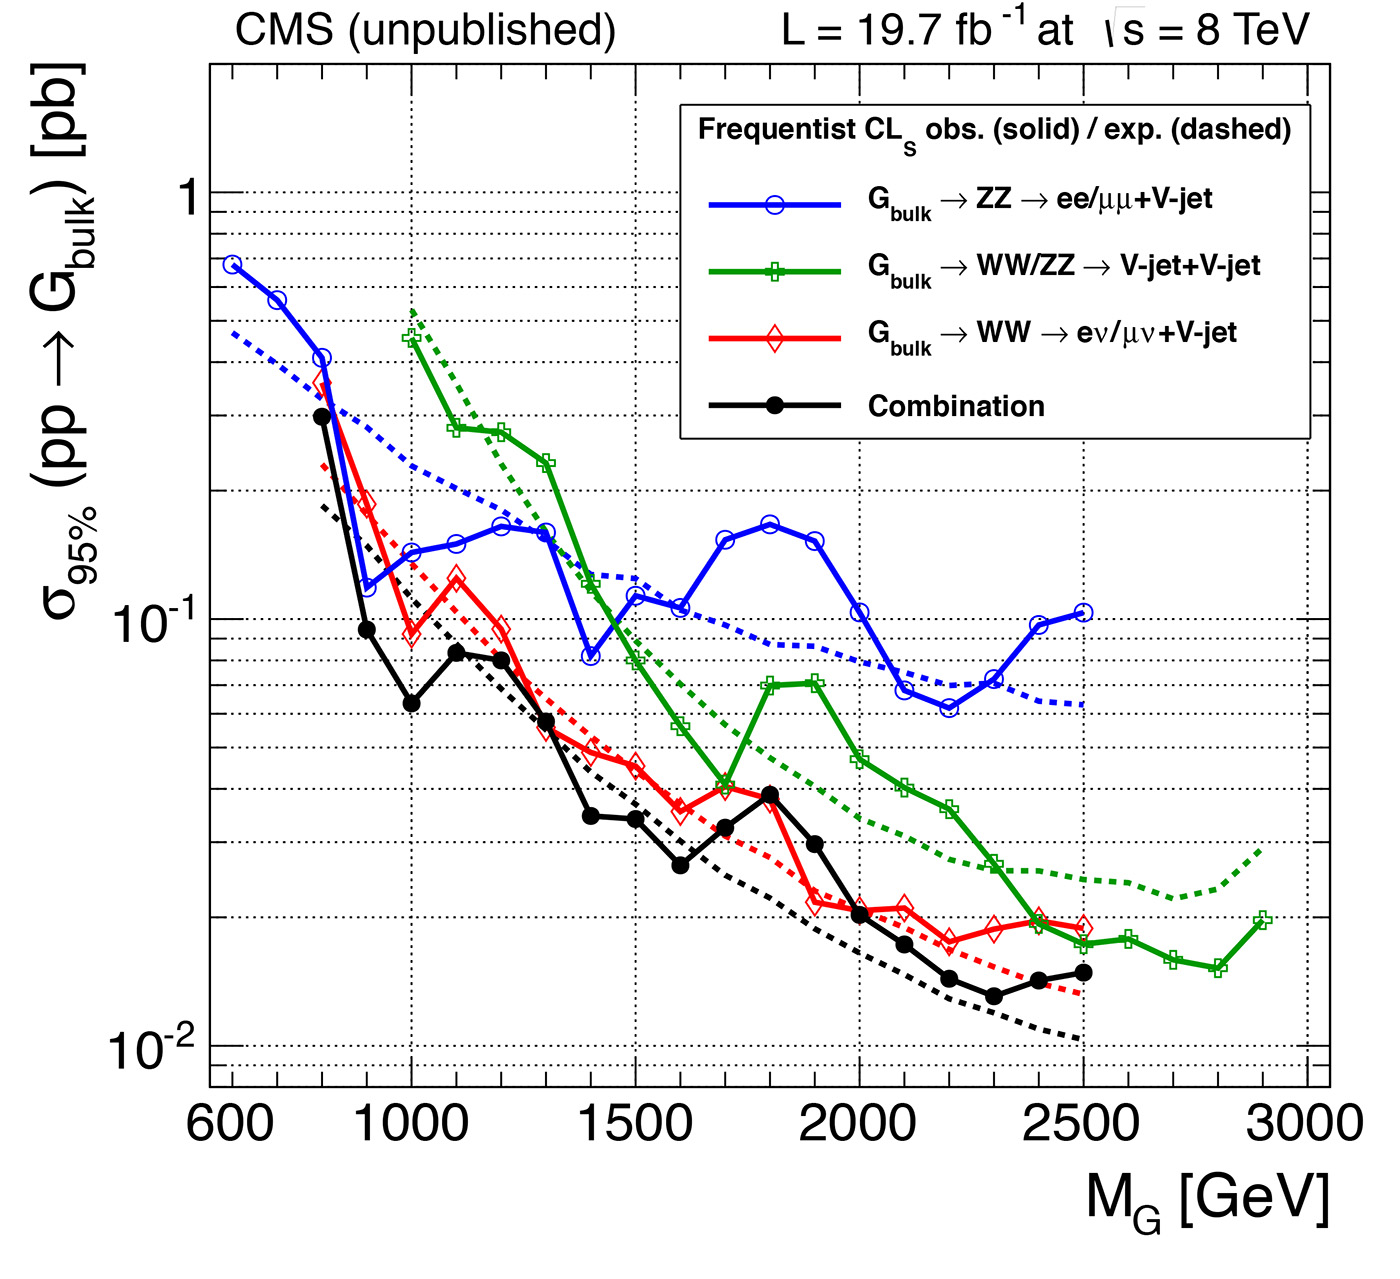 CMS (unpublished) L = 19.7 fb⁻¹ at √s = 8 TeV
σ95% (pp → Gbulk) [pb]
Frequentist CLS obs. (solid) / exp. (dashed)
Gbulk → ZZ → ee/μμ+V-jet
Gbulk → WW/ZZ → V-jet+V-jet
Gbulk → WW → eν/μν+V-jet
Combination
1
10⁻¹
10⁻²
600 1000 1500 2000 2500 3000
MG [GeV]